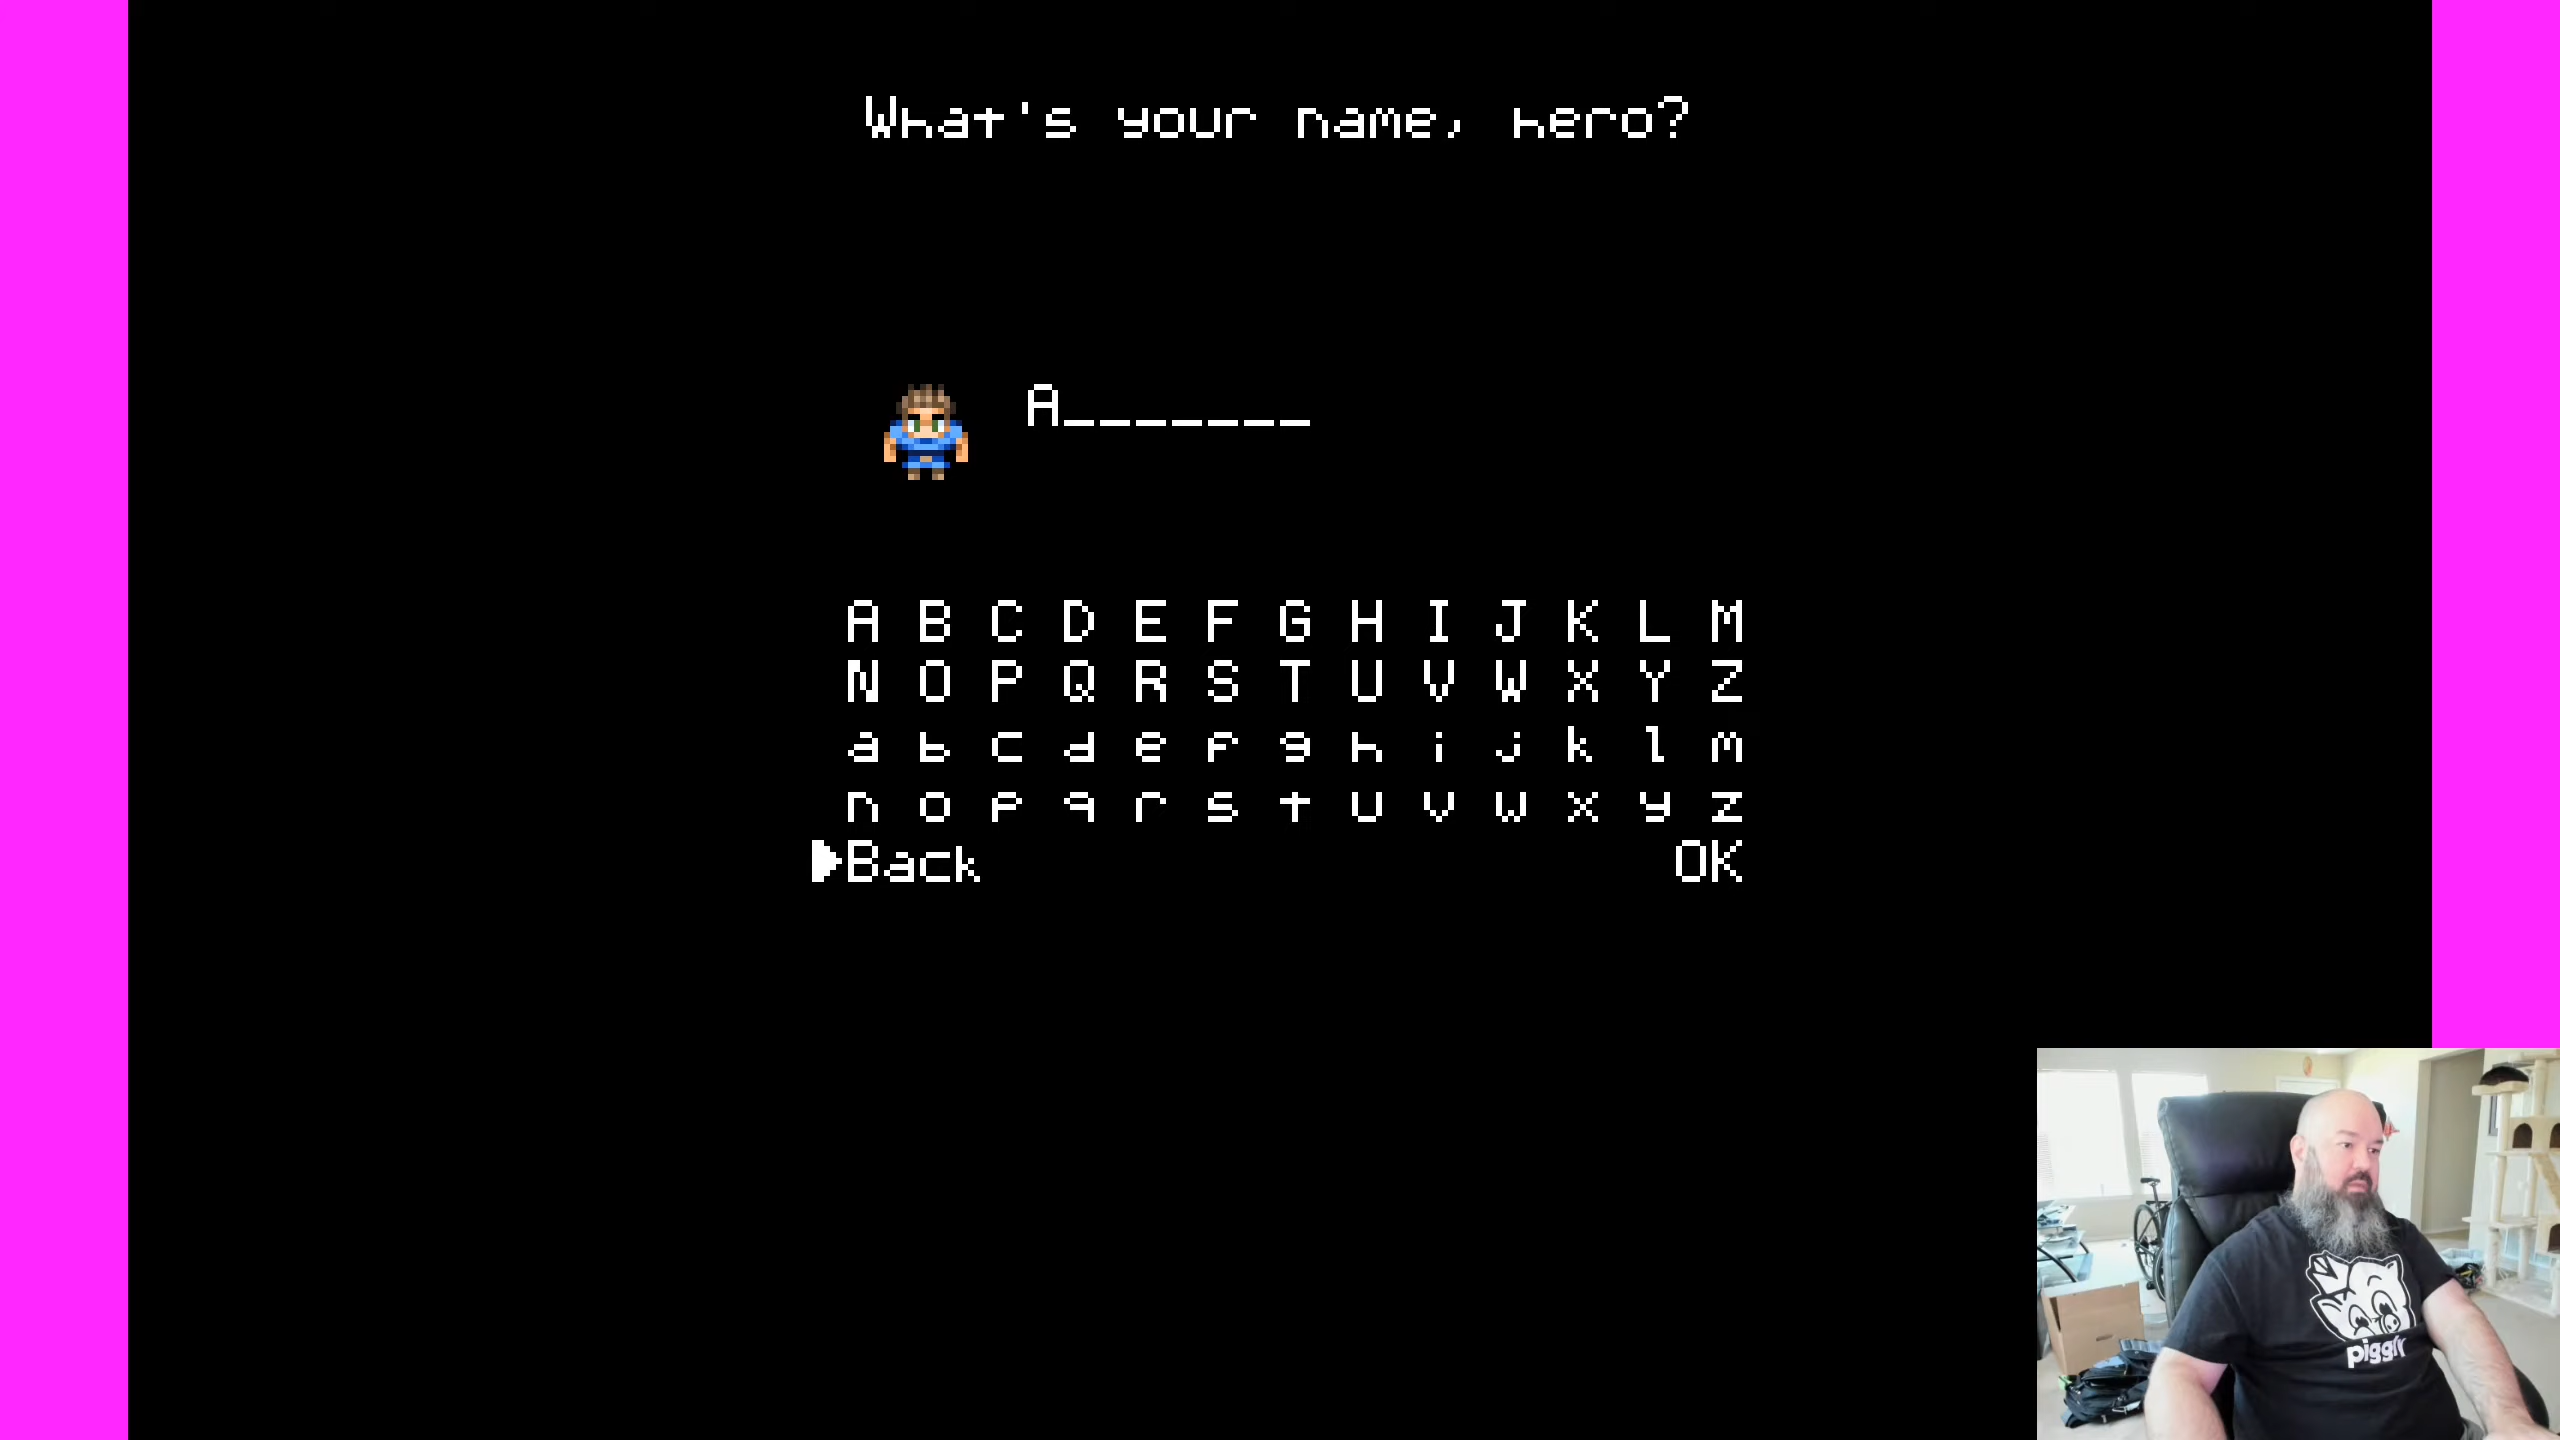 What's your name, hero?
A_______
A B C D E F G H I J K L M
N O P Q R S T U V W X Y Z
a b c d e f g h i j k l m
n o p q r s t u v w x y z
Back OK
piggly